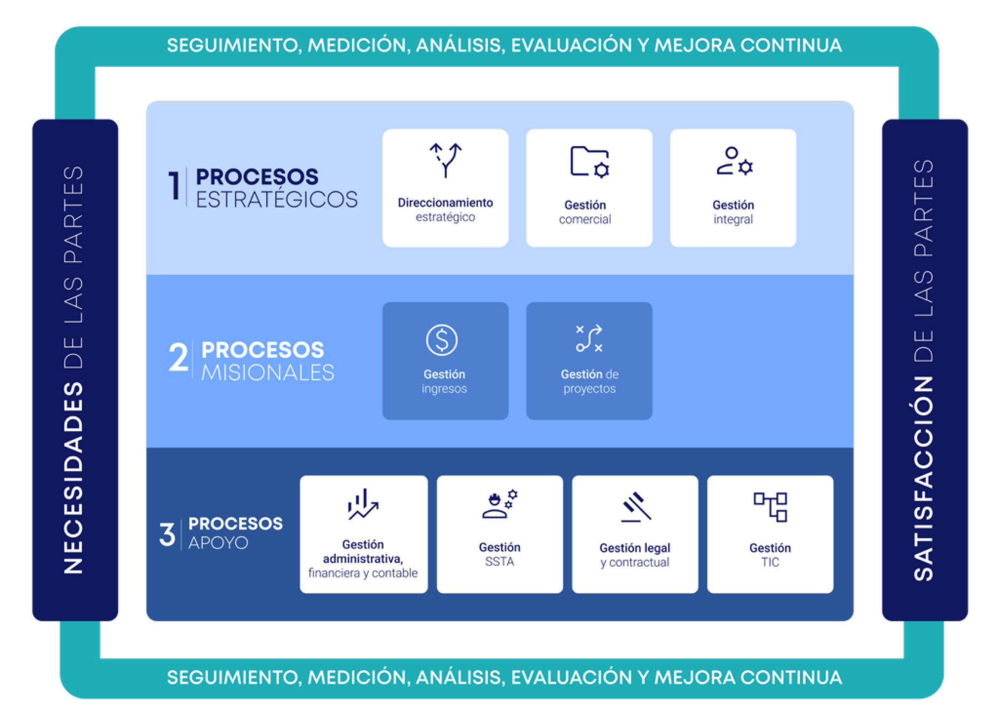 SEGUIMIENTO, MEDICIÓN, ANÁLISIS, EVALUACIÓN Y MEJORA CONTINUA
NECESIDADES DE LAS PARTES
1 PROCESOS
ESTRATÉGICOS
Direccionamiento
estratégico
Gestión
comercial
Gestión
integral
2 PROCESOS
MISIONALES
Gestión
ingresos
Gestión de
proyectos
3 PROCESOS
APOYO
Gestión
administrativa,
financiera y contable
Gestión
SSTA
Gestión legal
y contractual
Gestión
TIC
SATISFACCIÓN DE LAS PARTES
SEGUIMIENTO, MEDICIÓN, ANÁLISIS, EVALUACIÓN Y MEJORA CONTINUA